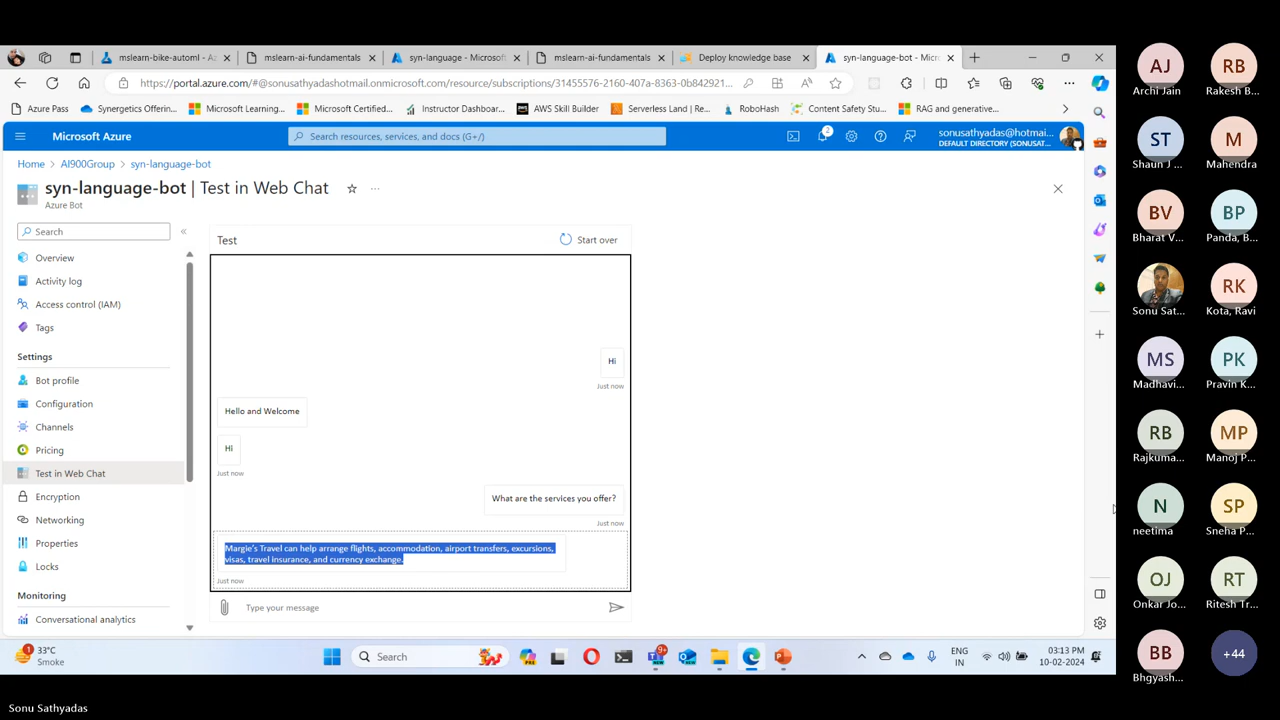 mslearn-bike-automl - Az
mslearn-ai-fundamentals
syn-language - Microsoft
mslearn-ai-fundamentals
Deploy knowledge base
syn-language-bot - Micr
https://portal.azure.com/#@sonusathyadashotmail.onmicrosoft.com/resource/subscriptions/31455576-2160-407a-8363-0b842921...
Azure Pass
Synergetics Offering...
Microsoft Learning...
Microsoft Certified...
Instructor Dashboar...
AWS Skill Builder
Serverless Land | Re...
RoboHash
Content Safety Stu...
RAG and generative...
Microsoft Azure
Search resources, services, and docs (G+/)
2
sonusathyadas@hotmai...
DEFAULT DIRECTORY (SONUSAT...
Home
AI900Group
syn-language-bot
syn-language-bot | Test in Web Chat
Azure Bot
Search
Overview
Activity log
Access control (IAM)
Tags
Settings
Bot profile
Configuration
Channels
Pricing
Test in Web Chat
Encryption
Networking
Properties
Locks
Monitoring
Conversational analytics
Test
Start over
Hi
Just now
Hello and Welcome
Hi
Just now
What are the services you offer?
Just now
Margie's Travel can help arrange flights, accommodation, airport transfers, excursions,
visas, travel insurance, and currency exchange.
Just now
Type your message
1
33°C
Smoke
Search
PRE
NEW
9+
NEW
ENG
IN
03:13 PM
10-02-2024
AJ
Archi Jain
RB
Rakesh B...
ST
Shaun J ...
M
Mahendra
BV
Bharat V...
BP
Panda, B...
Sonu Sat...
RK
Kota, Ravi
MS
Madhavi...
PK
Pravin K...
RB
Rajkuma...
MP
Manoj P...
N
neetima
SP
Sneha P...
OJ
Onkar Jo...
RT
Ritesh Tr...
BB
Bhgyash...
+44
Sonu Sathyadas